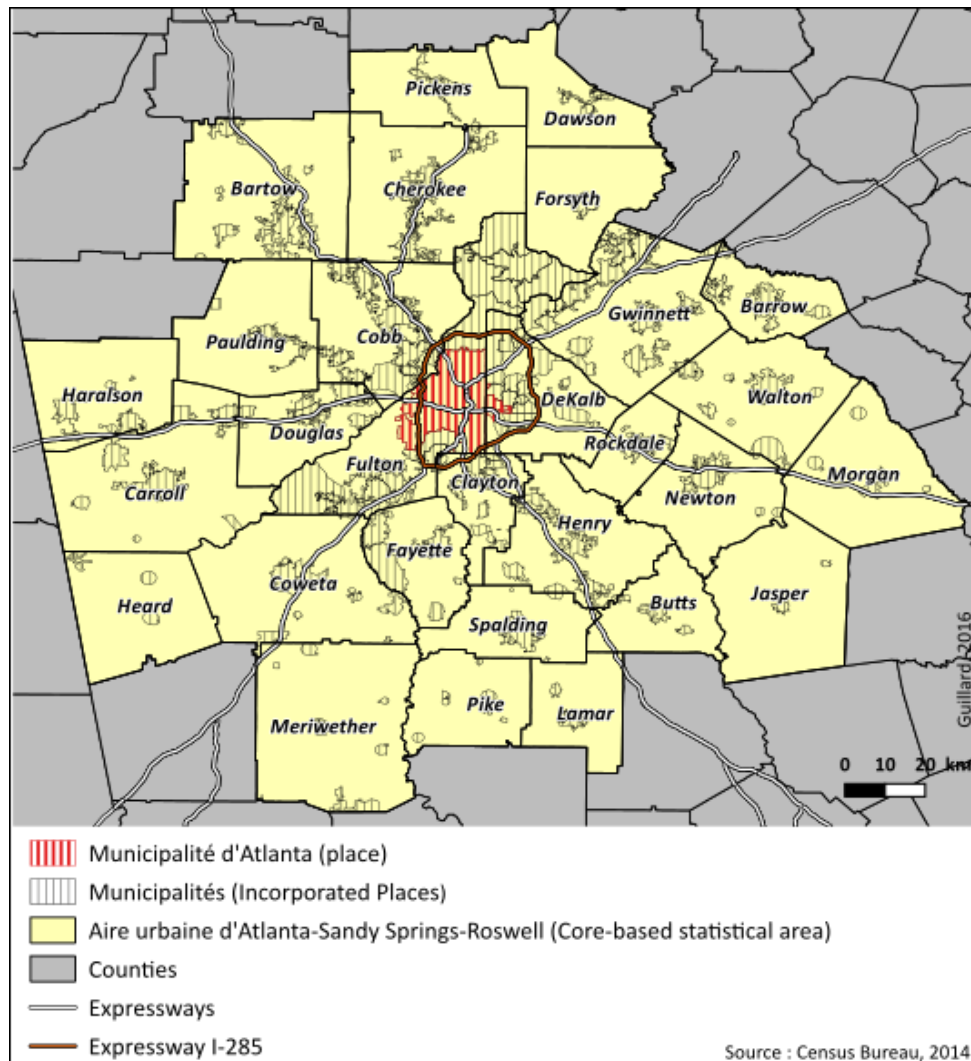 Pickens
Dawson
Bartow
Cherokee
Forsyth
Gwinnett
Barrow
Cobb
Paulding
Haralson
DeKalb
Walton
Douglas
Rockdale
Fulton
Clayton
Morgan
Carroll
Newton
Henry
Fayette
Coweta
Heard
Butts
Jasper
Spalding
Pike
Lamar
Meriwether
Guillard, 2016
0 10 20 km
Municipalité d'Atlanta (place)
Municipalités (Incorporated Places)
Aire urbaine d'Atlanta-Sandy Springs-Roswell (Core-based statistical area)
Counties
Expressways
Expressway I-285
Source : Census Bureau, 2014